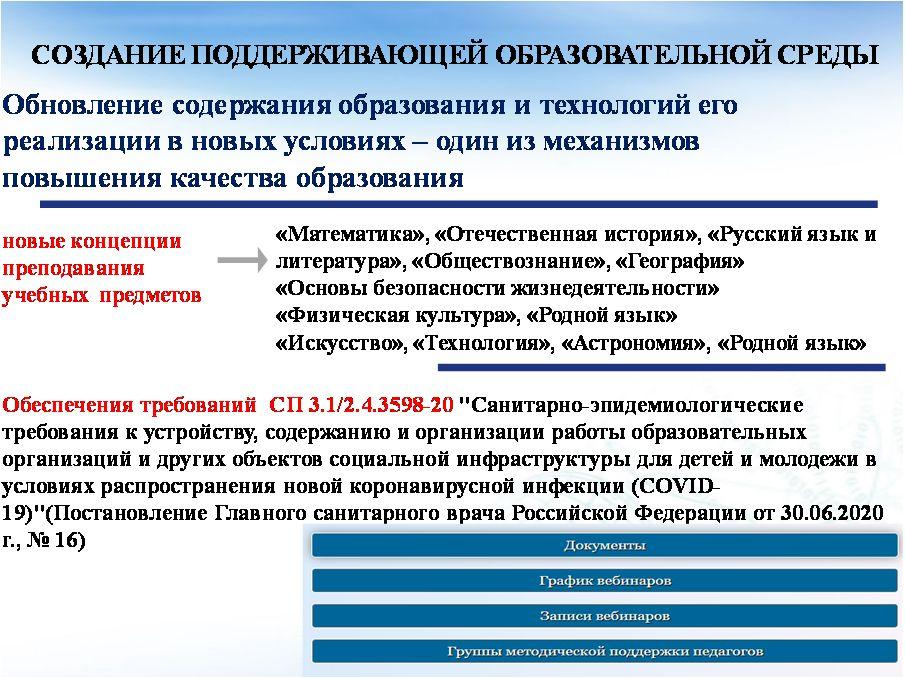 СОЗДАНИЕ ПОДДЕРЖИВАЮЩЕЙ ОБРАЗОВАТЕЛЬНОЙ СРЕДЫ
Обновление содержания образования и технологий его
реализации в новых условиях – один из механизмов
повышения качества образования
новые концепции
преподавания
учебных предметов
«Математика», «Отечественная история», «Русский язык и
литература», «Обществознание», «География»
«Основы безопасности жизнедеятельности»
«Физическая культура», «Родной язык»
«Искусство», «Технология», «Астрономия», «Родной язык»
Обеспечения требований СП 3.1/2.4.3598-20 "Санитарно-эпидемиологические
требования к устройству, содержанию и организации работы образовательных
организаций и других объектов социальной инфраструктуры для детей и молодежи в
условиях распространения новой коронавирусной инфекции (COVID-
19)"(Постановление Главного санитарного врача Российской Федерации от 30.06.2020
г., № 16)
Документы
График вебинаров
Записи вебинаров
Группы методической поддержки педагогов